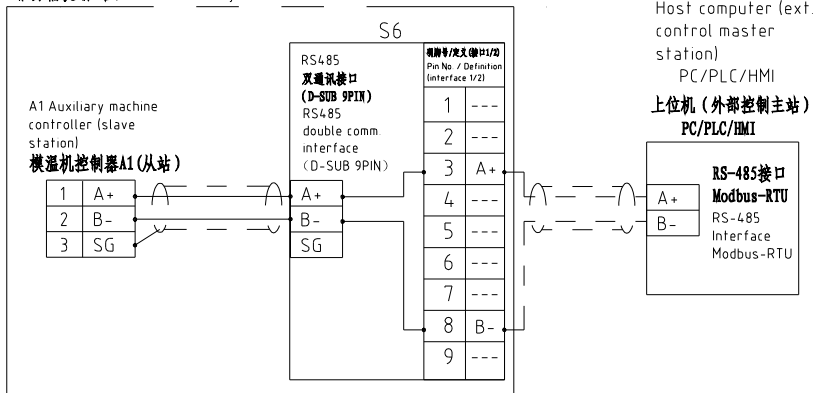 Host computer (ext.
control master
station)
PC/PLC/HMI
上位机（外部控制主站）
PC/PLC/HMI
S6
RS485
双通讯接口
(D-SUB 9PIN)
RS485
double comm.
interface
(D-SUB 9PIN)
Pin No. / Definition
(interface 1/2)
1 ---
2 ---
3 A+
4 ---
5 ---
6 ---
7 ---
8 B-
9 ---
A1 Auxiliary machine
controller (slave
station)
模温机控制器A1(从站)
1 A+
2 B-
3 SG
A+
B-
SG
A+
B-
RS-485接口
Modbus-RTU
RS-485
Interface
Modbus-RTU